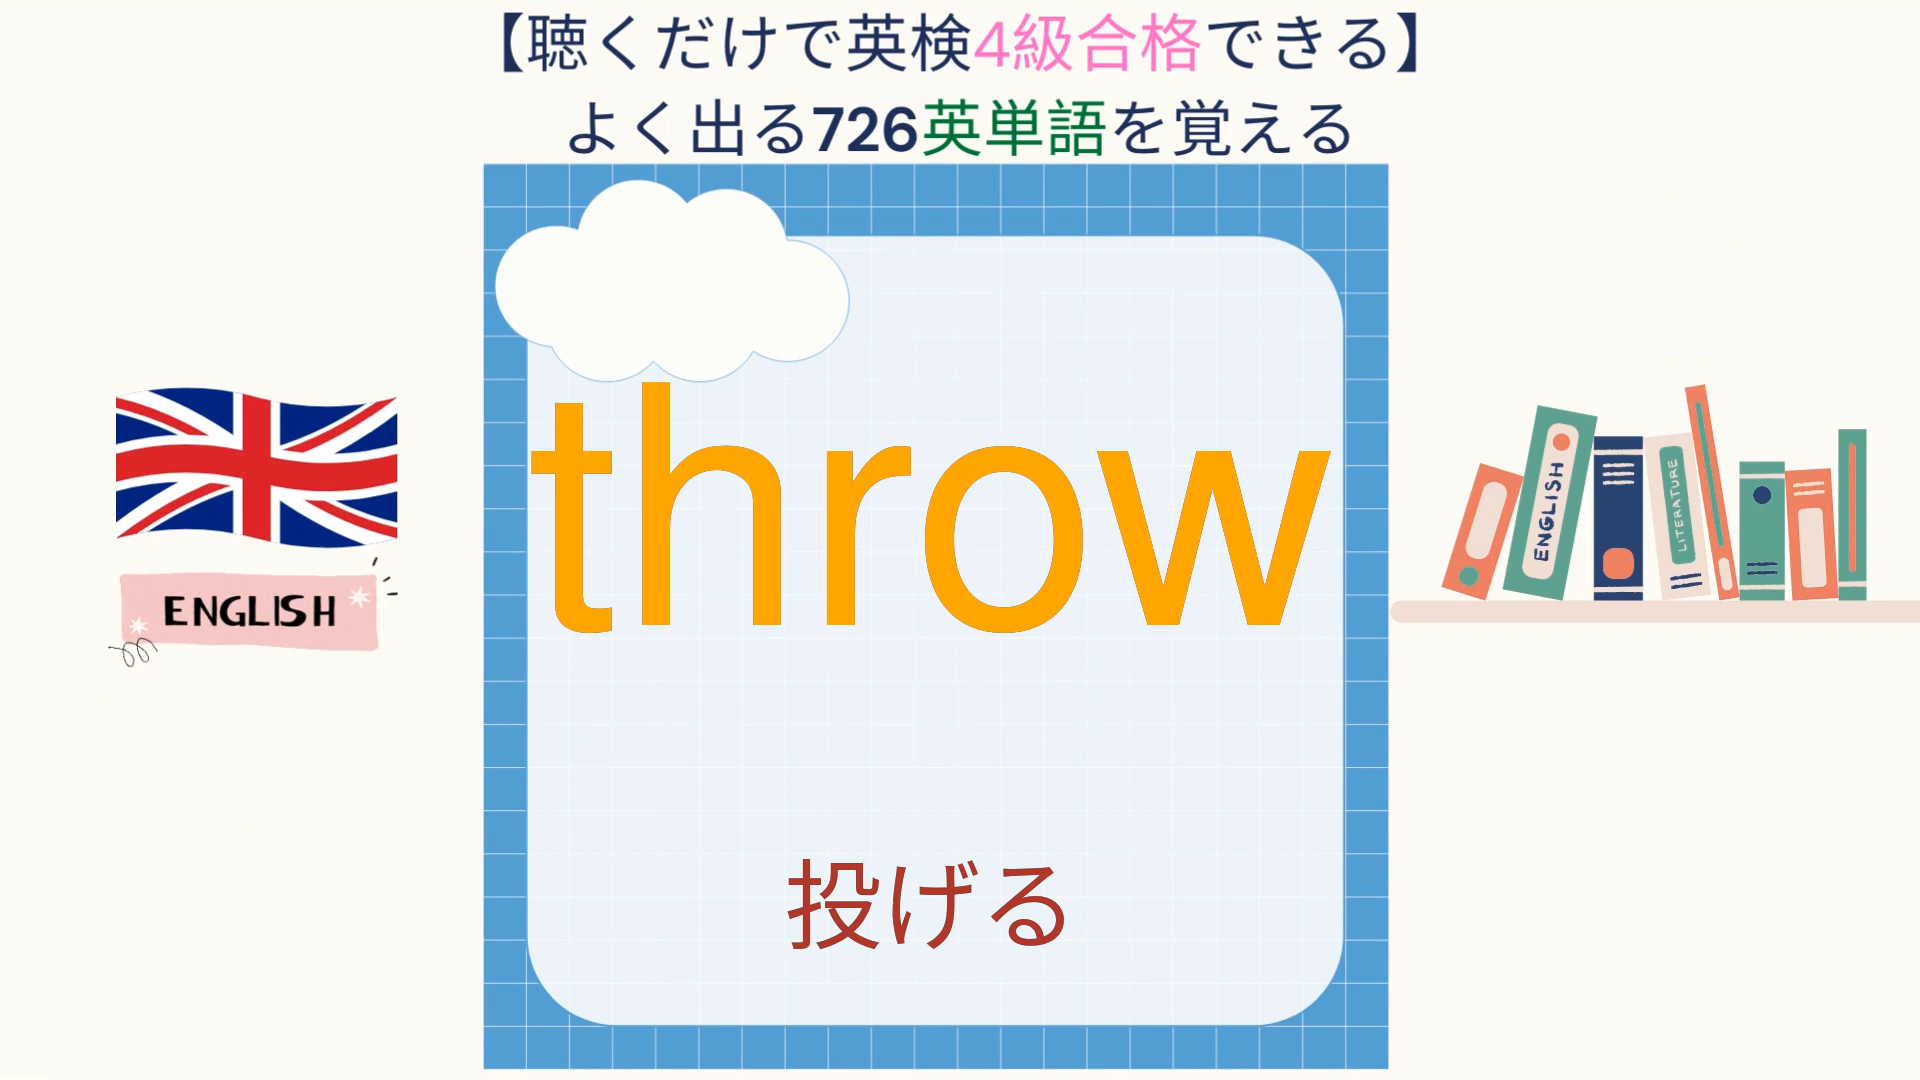 【聴くだけで英検4級合格できる】
よく出る726英単語を覚える
throw
投げる
ENGLISH
ENGLISH
LITERATURE